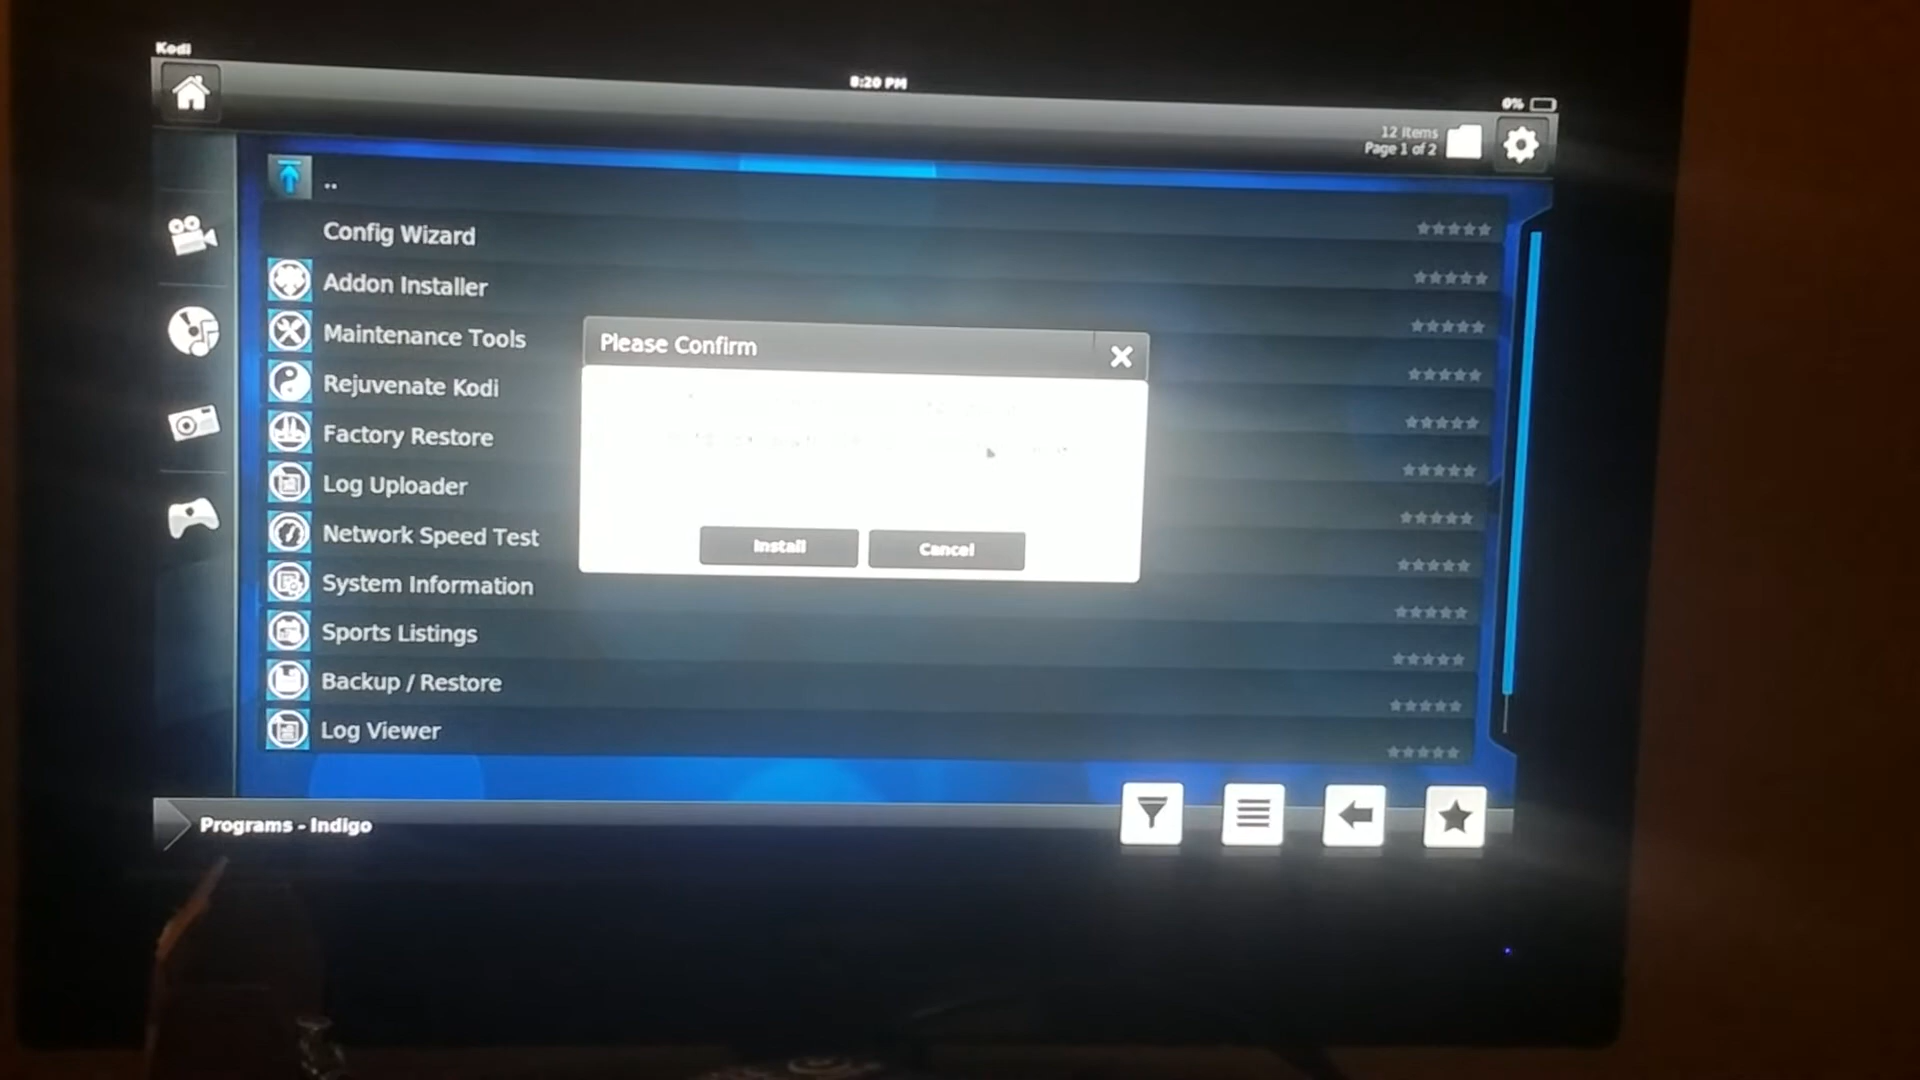 Kodi
8:20 PM
0%
12 items
Page 1 of 2
..
Config Wizard
Addon Installer
Maintenance Tools
Rejuvenate Kodi
Factory Restore
Log Uploader
Network Speed Test
System Information
Sports Listings
Backup / Restore
Log Viewer
Please Confirm
Install
Cancel
Programs - Indigo